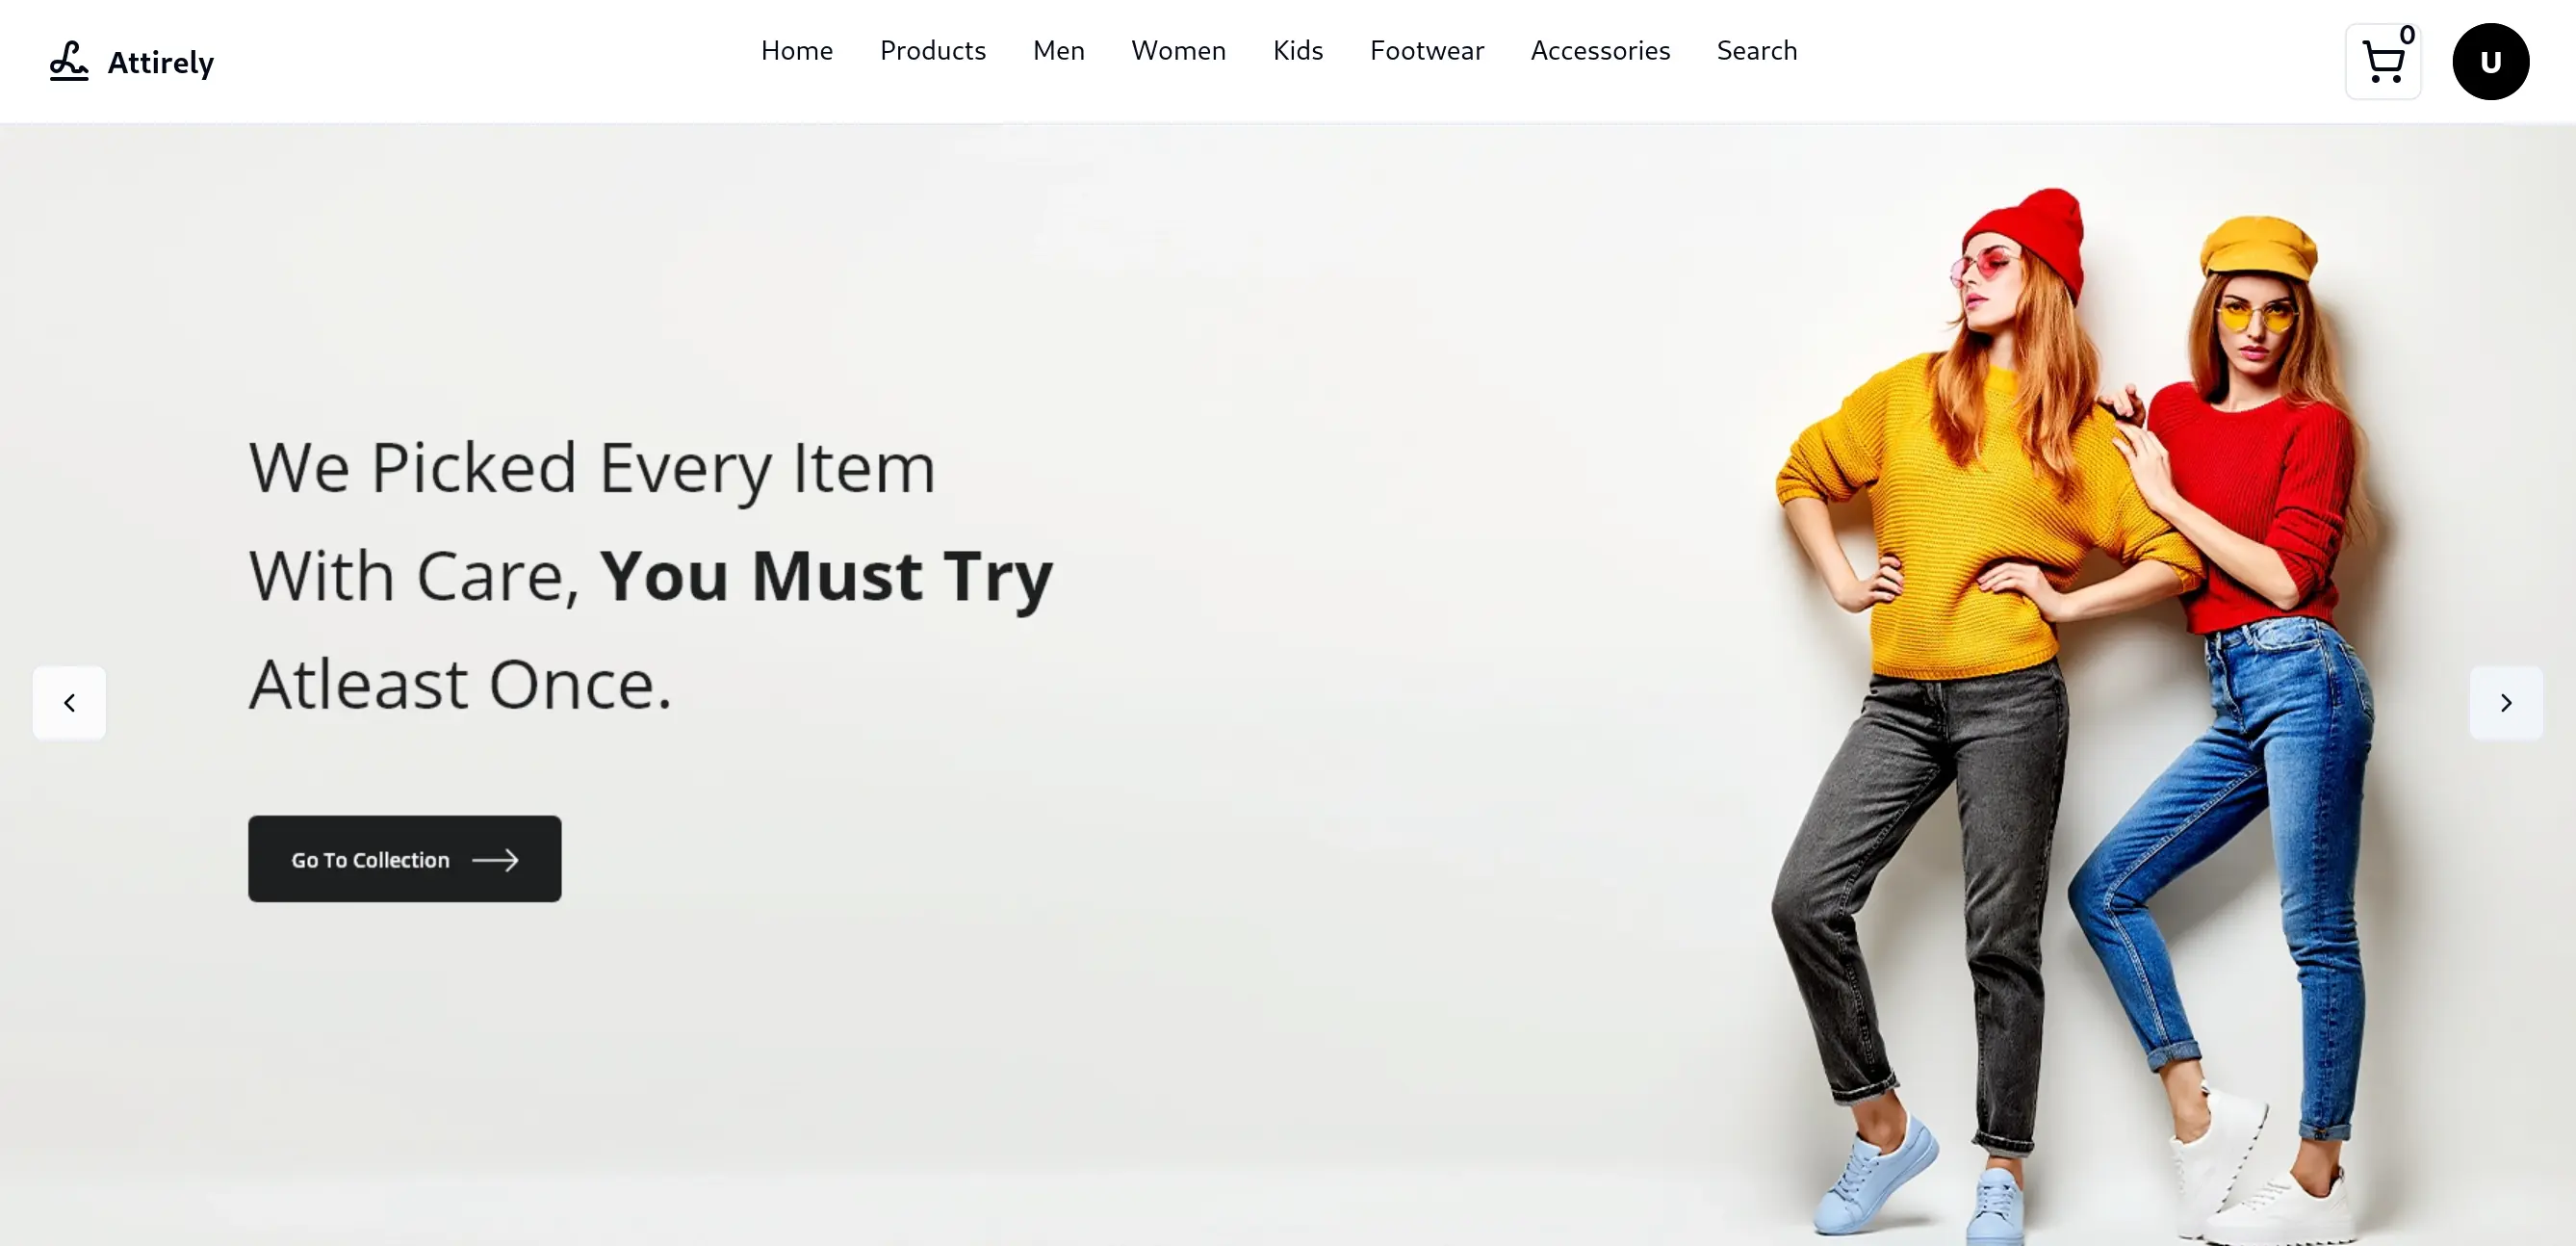 Attirely
Home Products Men Women Kids Footwear Accessories Search
0
U
We Picked Every Item
With Care, You Must Try
Atleast Once.
Go To Collection